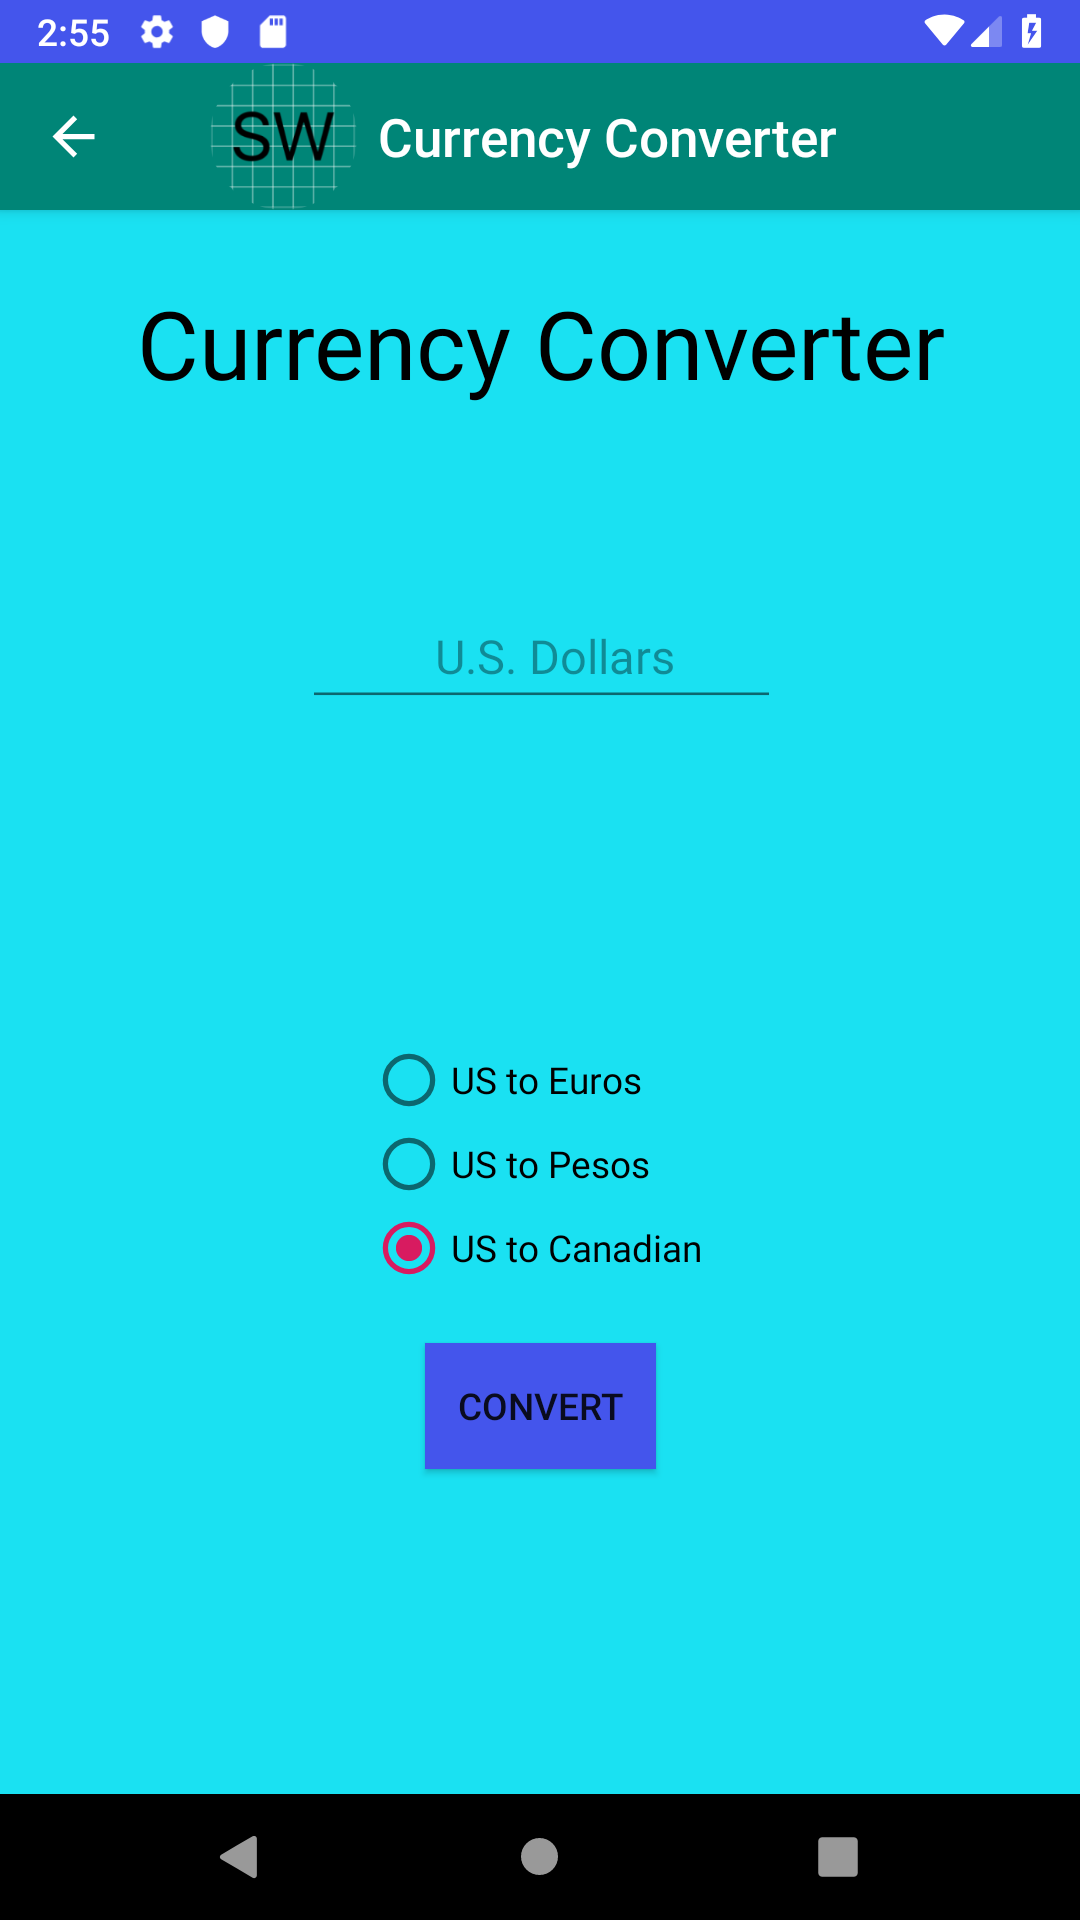 2:55
SW Currency Converter
Currency Converter
U.S. Dollars
US to Euros
US to Pesos
US to Canadian
CONVERT